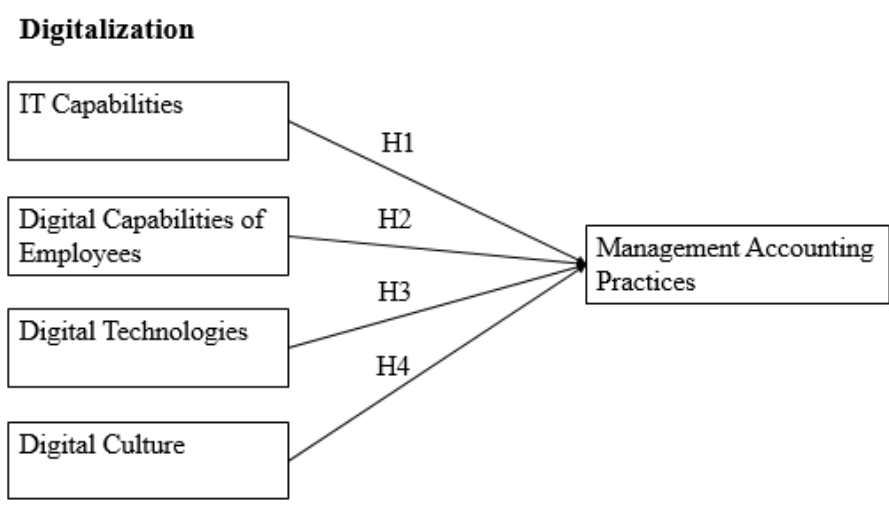 Digitalization
IT Capabilities
H1
Digital Capabilities of
Employees
H2
Management Accounting
Practices
H3
Digital Technologies
H4
Digital Culture